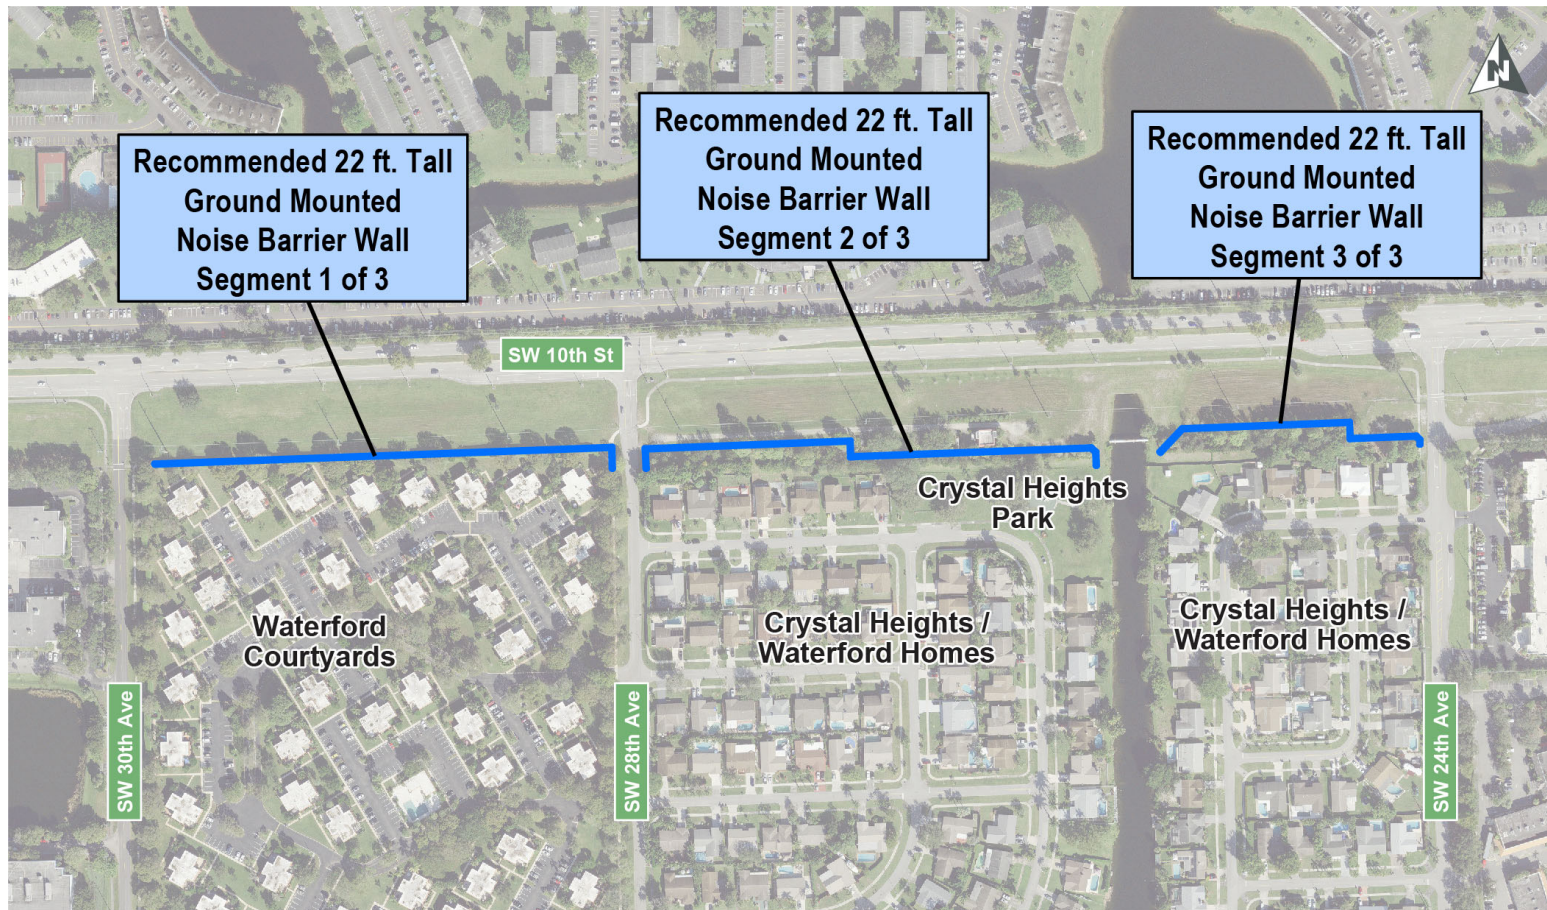 N
Recommended 22 ft. Tall
Ground Mounted
Noise Barrier Wall
Segment 1 of 3
Recommended 22 ft. Tall
Ground Mounted
Noise Barrier Wall
Segment 2 of 3
Recommended 22 ft. Tall
Ground Mounted
Noise Barrier Wall
Segment 3 of 3
SW 10th St
Crystal Heights
Park
Waterford
Courtyards
Crystal Heights /
Waterford Homes
Crystal Heights /
Waterford Homes
SW 30th Ave
SW 28th Ave
SW 24th Ave